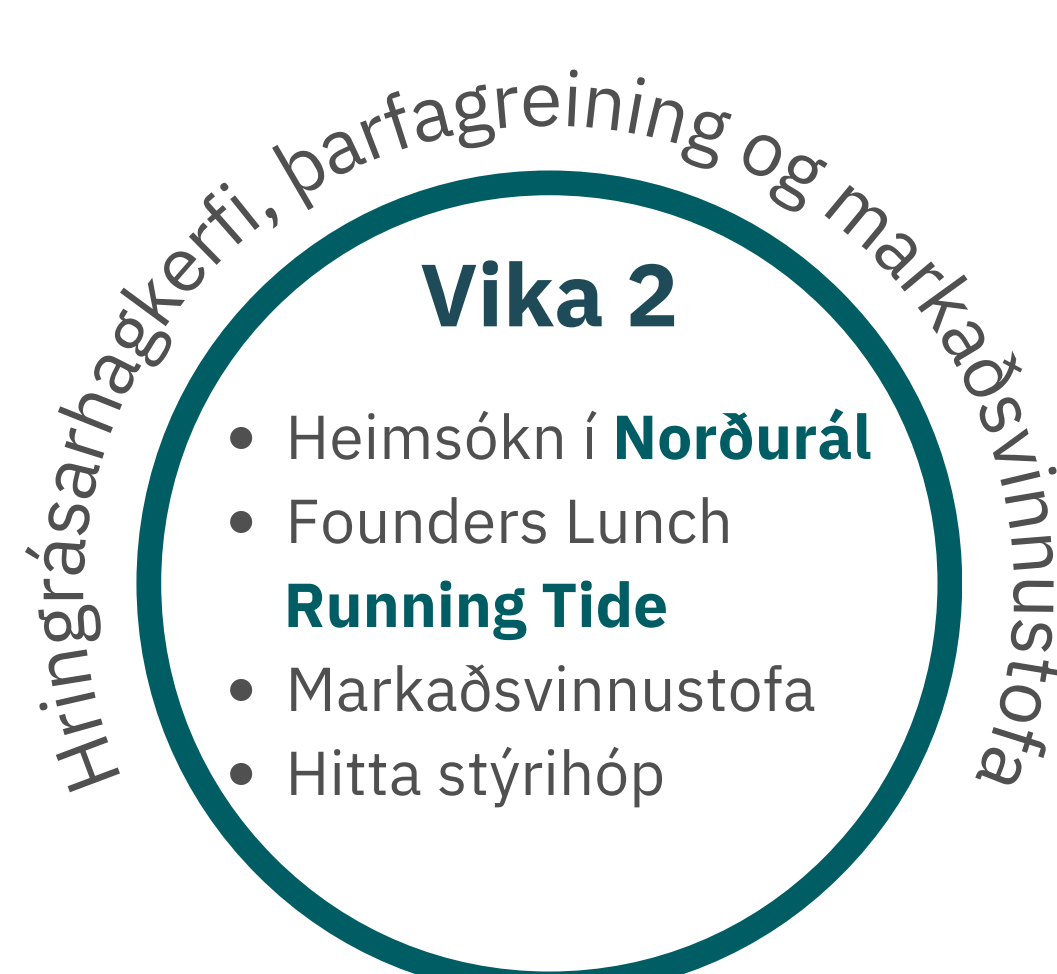 Hringrásarhagkerfi, þarfagreining og markaðsvinnustofa
Vika 2
Heimsókn í Norðurál
Founders Lunch
Running Tide
Markaðsvinnustofa
Hitta stýrihóp